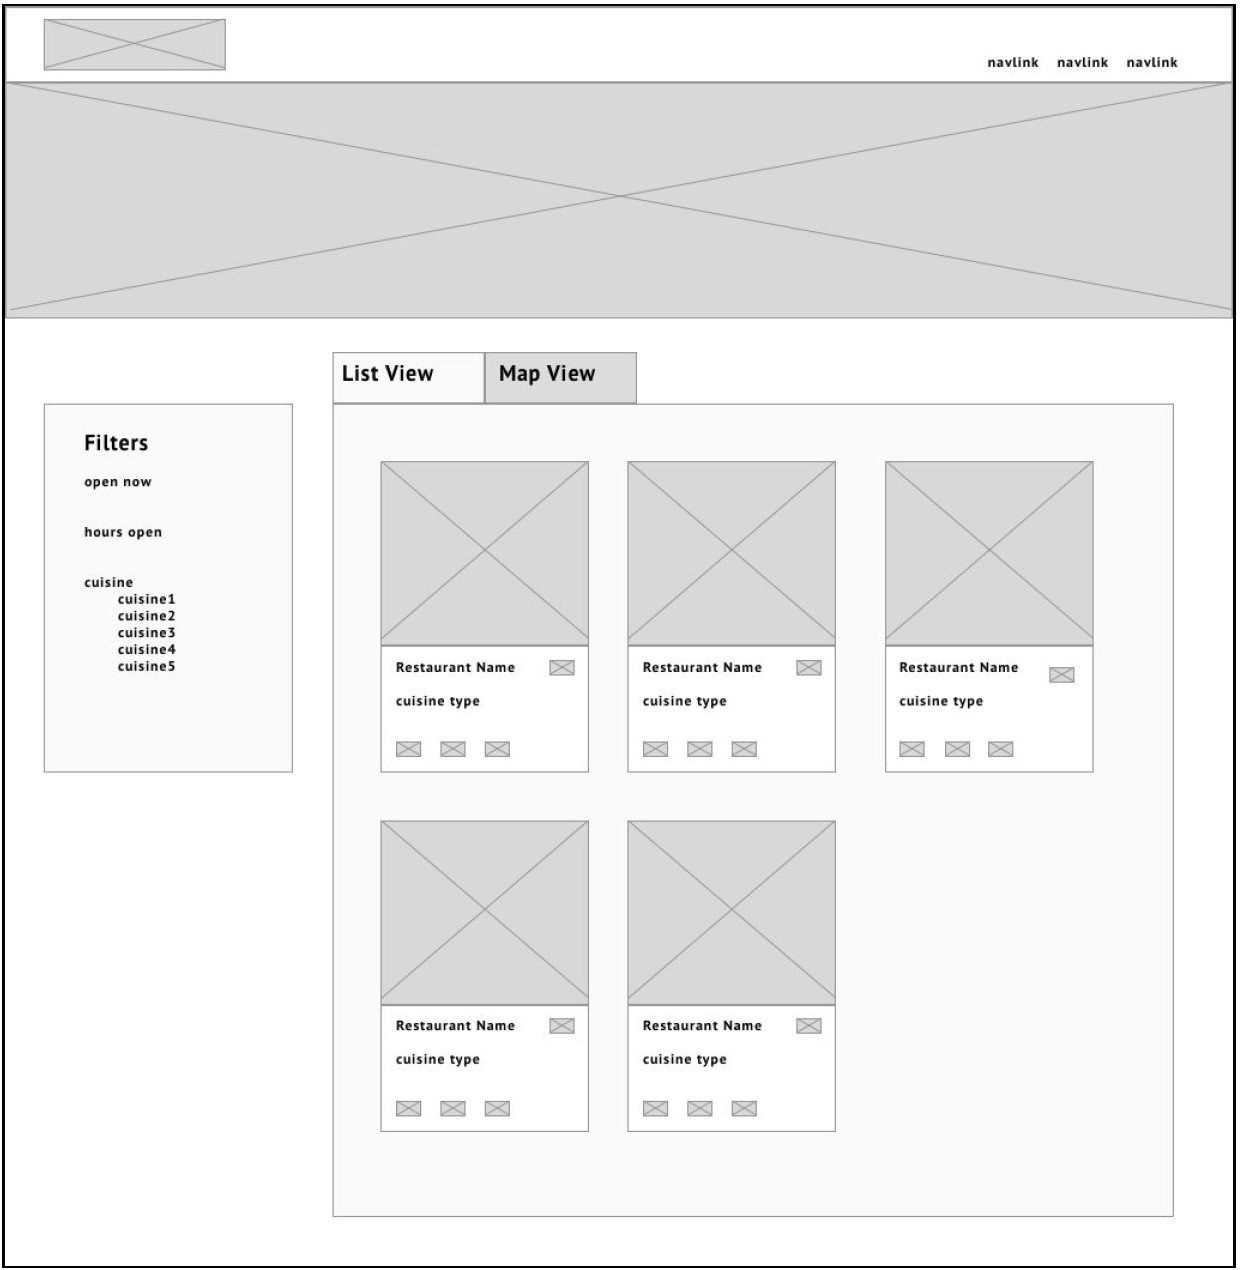 navlink navlink navlink
List View Map View
Filters
open now
hours open
cuisine
cuisine1
cuisine2
cuisine3
cuisine4
cuisine5
Restaurant Name
cuisine type
Restaurant Name
cuisine type
Restaurant Name
cuisine type
Restaurant Name
cuisine type
Restaurant Name
cuisine type